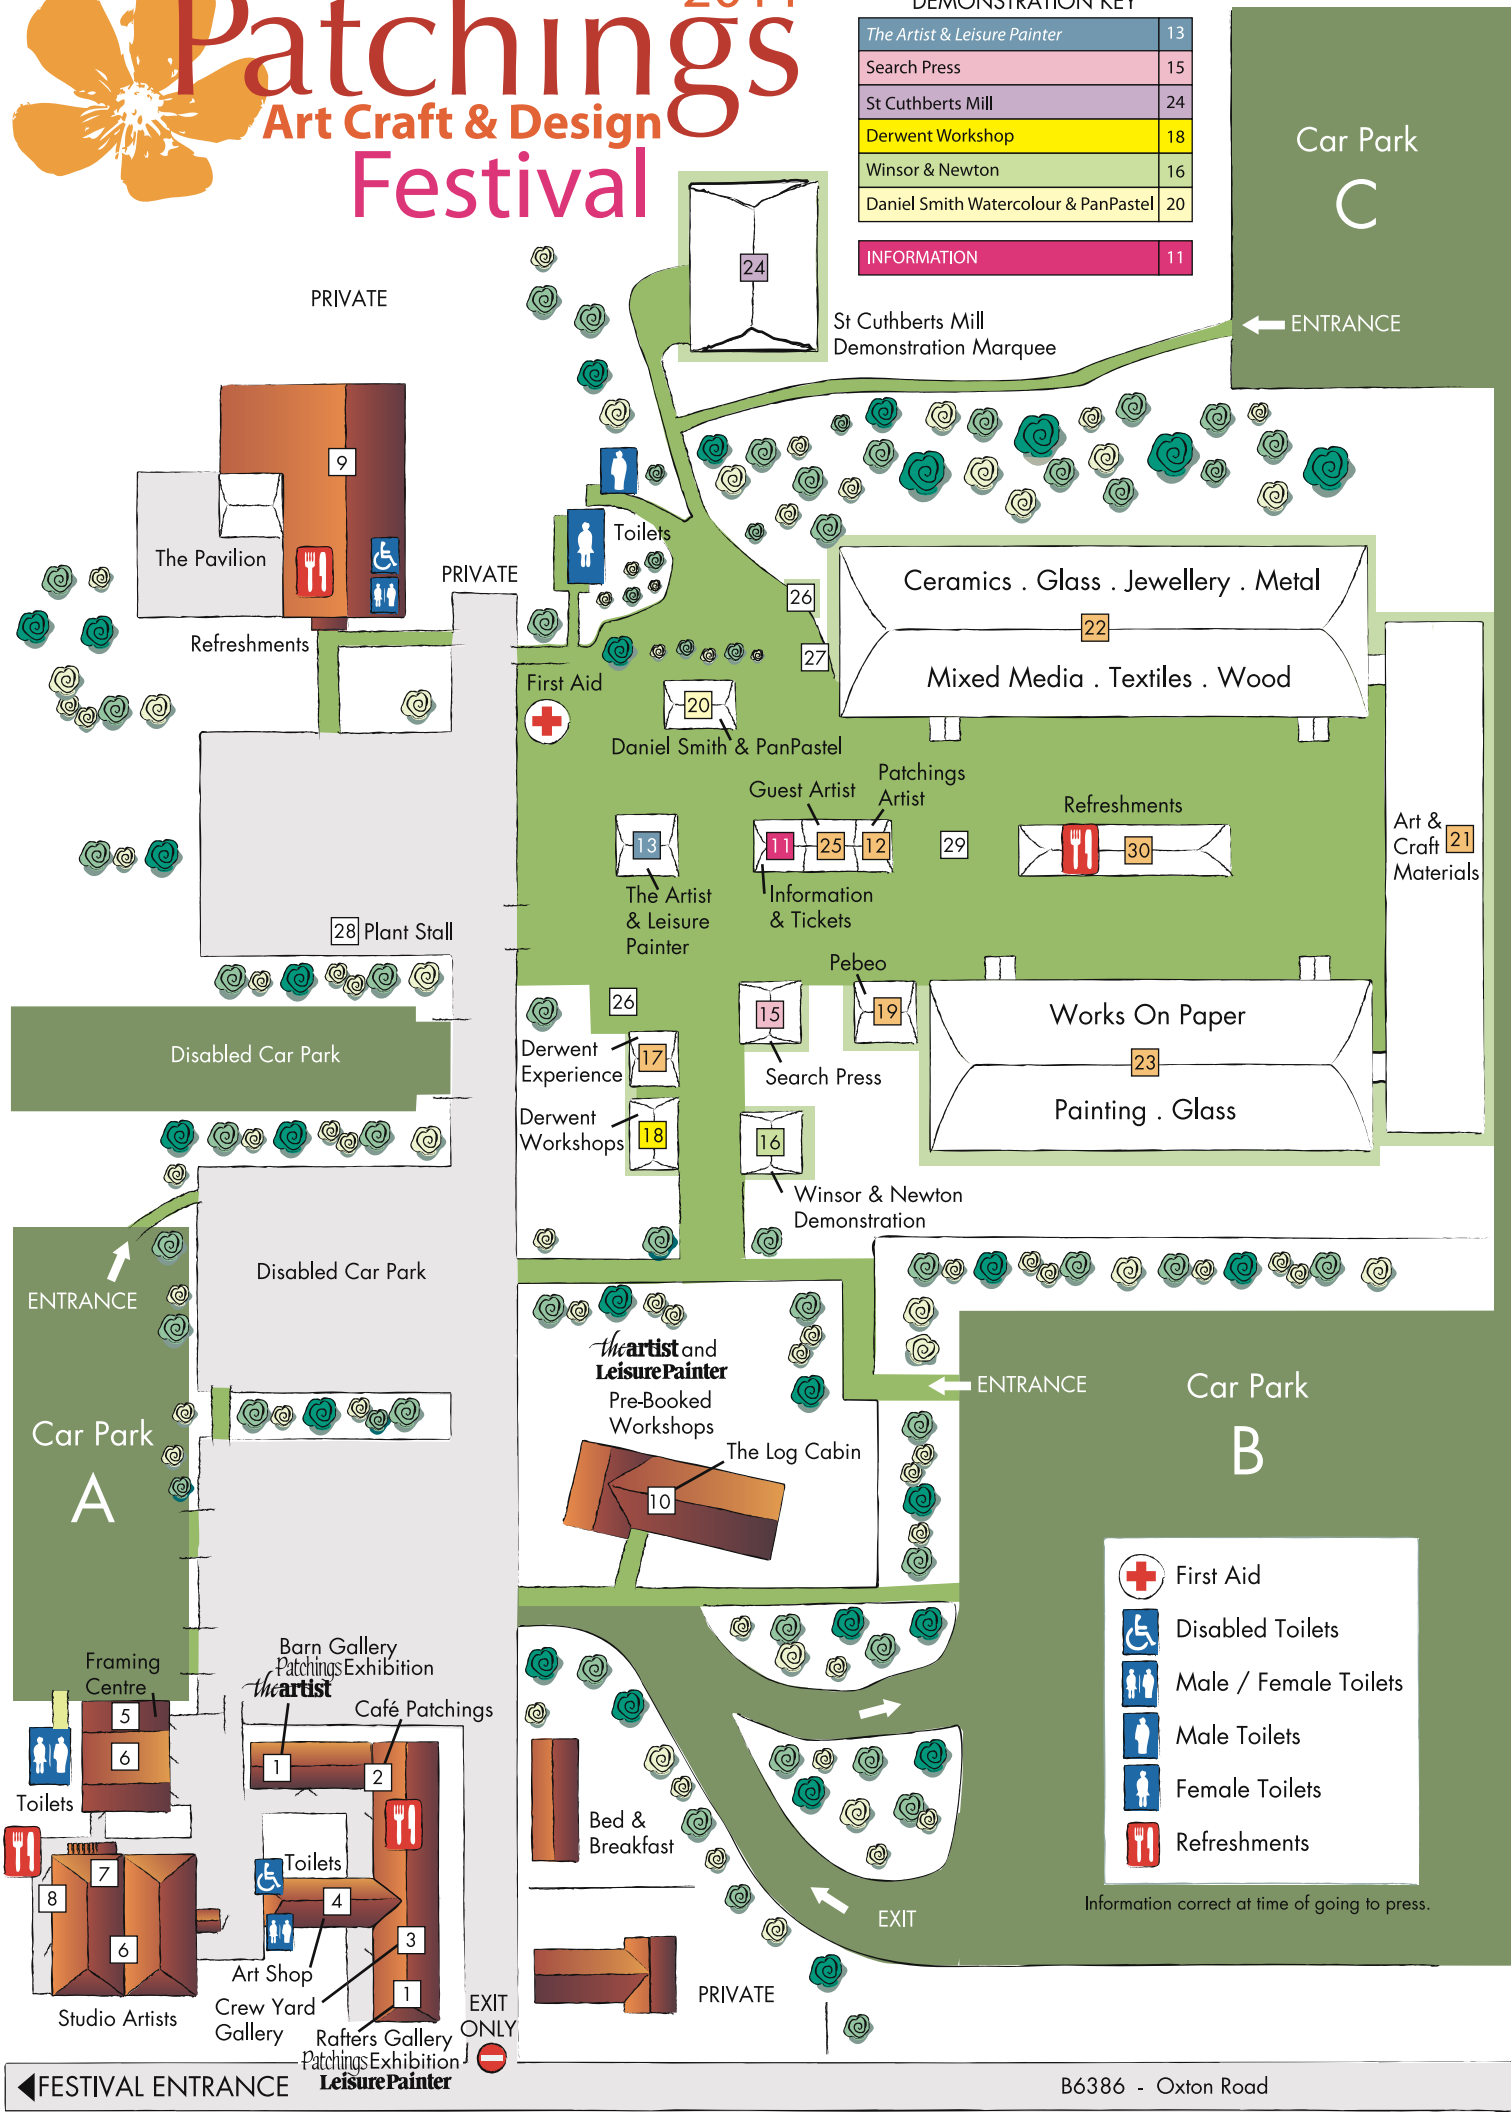 Patchings
Art Craft & Design
Festival
DEMONSTRATION KEY
The Artist & Leisure Painter 13
Search Press 15
St Cuthberts Mill 24
Derwent Workshop 18
Winsor & Newton 16
Daniel Smith Watercolour & PanPastel 20
INFORMATION 11
Car Park
C
ENTRANCE
PRIVATE
24
St Cuthberts Mill
Demonstration Marquee
9
The Pavilion
Refreshments
PRIVATE
Toilets
First Aid
26
27
20
Daniel Smith & PanPastel
Ceramics . Glass . Jewellery . Metal
22
Mixed Media . Textiles . Wood
Guest Artist
Patchings
Artist
Refreshments
13
11
25
12
29
30
The Artist
& Leisure
Painter
Information
& Tickets
Art &
Craft
Materials
21
28 Plant Stall
Pebeo
26
15
19
Search Press
Works On Paper
23
Painting . Glass
Derwent
Experience
17
Derwent
Workshops
18
16
Winsor & Newton
Demonstration
Disabled Car Park
Disabled Car Park
ENTRANCE
Car Park
A
the artist and
LeisurePainter
Pre-Booked
Workshops
The Log Cabin
10
ENTRANCE
Car Park
B
First Aid
Disabled Toilets
Male / Female Toilets
Male Toilets
Female Toilets
Refreshments
Information correct at time of going to press.
Framing
Centre
5
6
Toilets
Barn Gallery
Patchings Exhibition
the artist
Café Patchings
1
2
7
8
6
Studio Artists
Toilets
4
3
1
Art Shop
Crew Yard
Gallery
Rafters Gallery
Patchings Exhibition
LeisurePainter
Bed &
Breakfast
EXIT
PRIVATE
EXIT
ONLY
FESTIVAL ENTRANCE
B6386 - Oxton Road